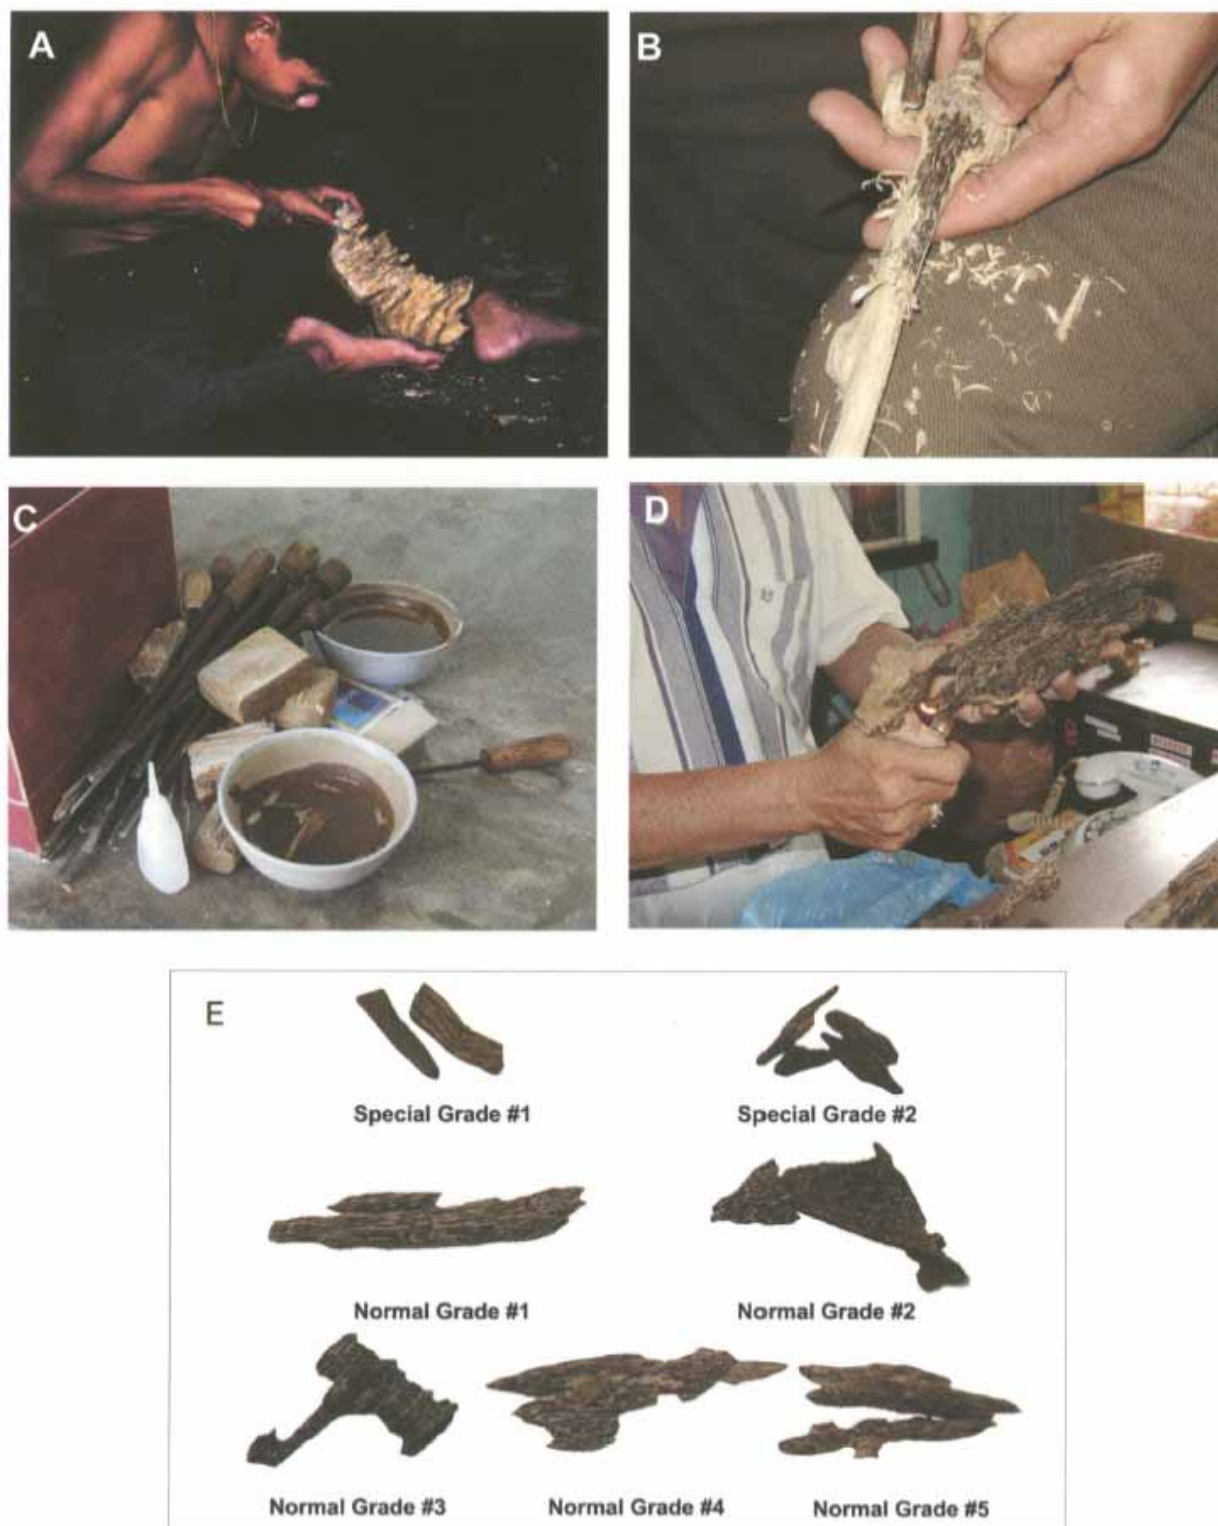 A
B
C
D
E
Special Grade #1
Special Grade #2
Normal Grade #1
Normal Grade #2
Normal Grade #3
Normal Grade #4
Normal Grade #5